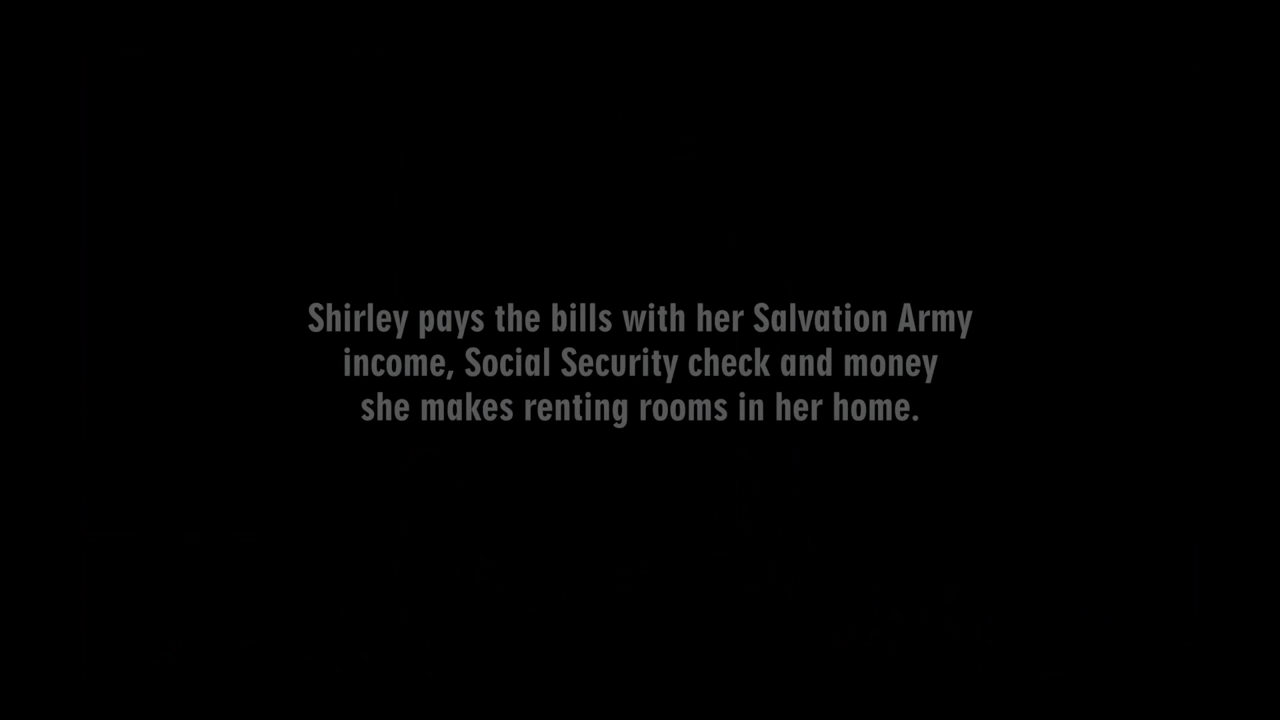 Shirley pays the bills with her Salvation Army
income, Social Security check and money
she makes renting rooms in her home.